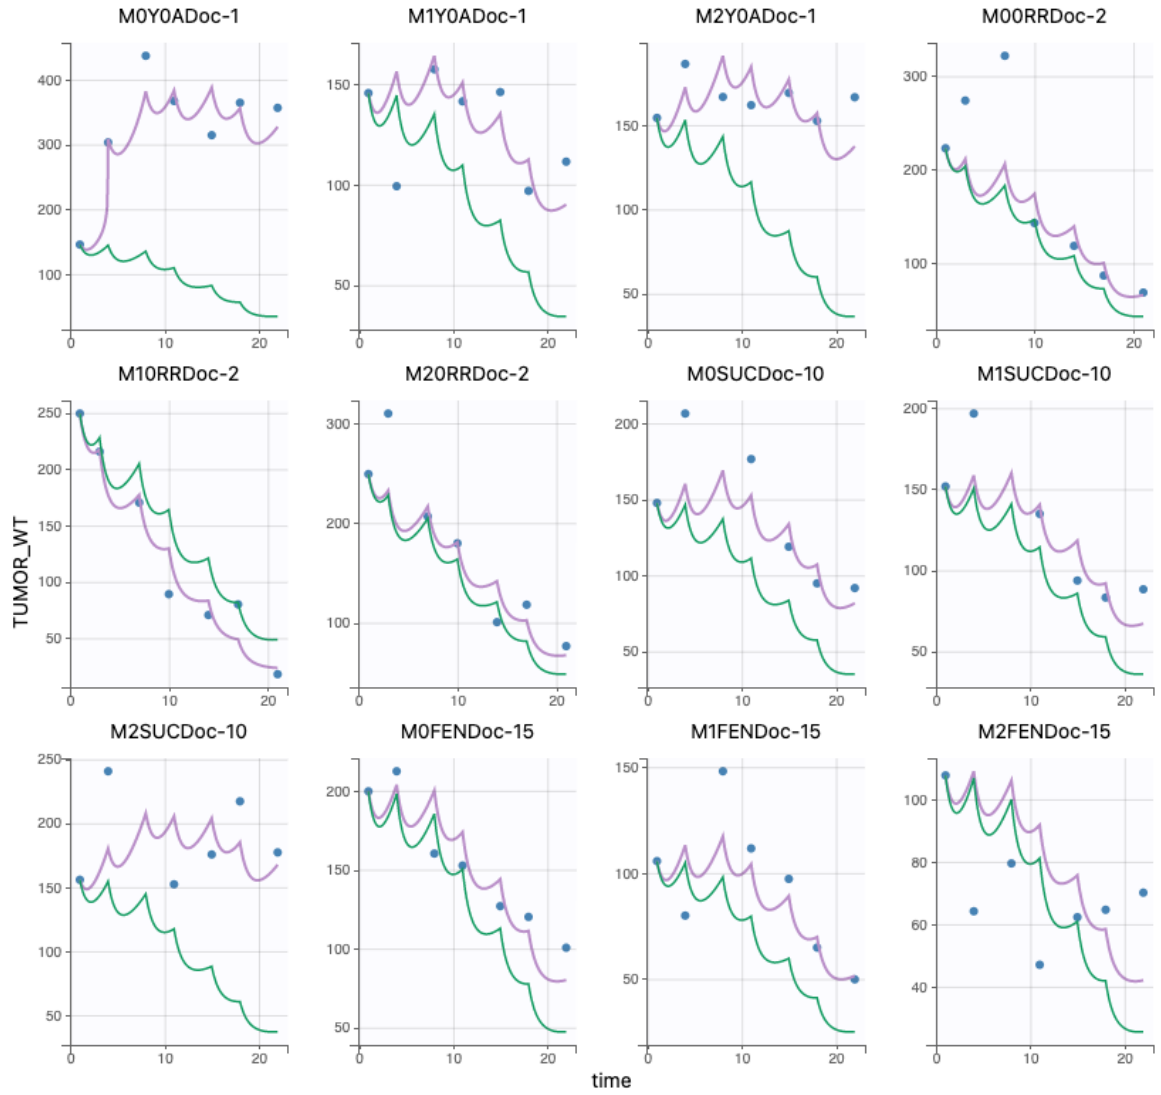 M0Y0ADoc-1 M1Y0ADoc-1 M2Y0ADoc-1 M00RRDoc-2
400 300 200 100 0 10 20
150 100 50 0 10 20
150 100 50 0 10 20
300 200 100 0 10 20
M10RRDoc-2 M20RRDoc-2 M0SUCDoc-10 M1SUCDoc-10
TUMOR_WT
250 200 150 100 50 0 10 20
300 200 100 0 10 20
200 150 100 50 0 10 20
200 150 100 50 0 10 20
M2SUCDoc-10 M0FENDoc-15 M1FENDoc-15 M2FENDoc-15
250 200 150 100 50 0 10 20
200 150 100 50 0 10 20
150 100 50 0 10 20
100 80 60 40 0 10 20
time